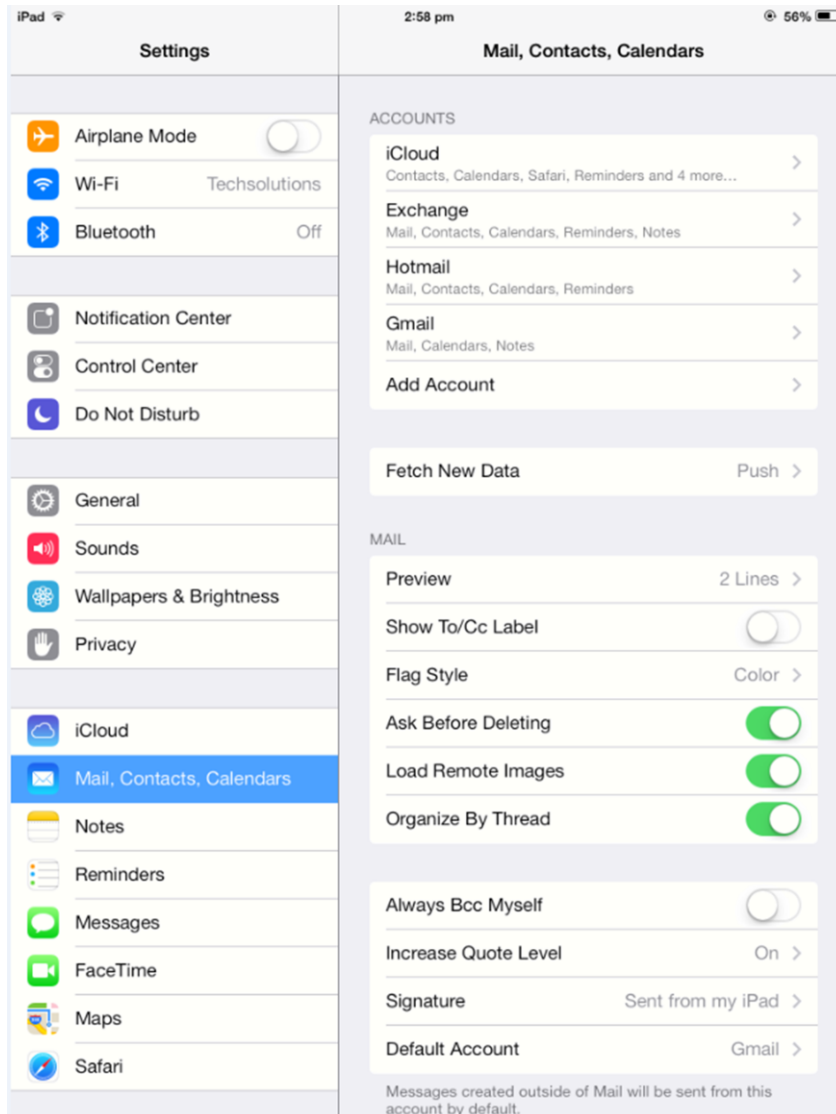 iPad
2:58 pm
56%
Settings
Mail, Contacts, Calendars
Airplane Mode
Wi-Fi Techsolutions
Bluetooth Off
Notification Center
Control Center
Do Not Disturb
General
Sounds
Wallpapers & Brightness
Privacy
iCloud
Mail, Contacts, Calendars
Notes
Reminders
Messages
FaceTime
Maps
Safari
ACCOUNTS
iCloud
Contacts, Calendars, Safari, Reminders and 4 more...
Exchange
Mail, Contacts, Calendars, Reminders, Notes
Hotmail
Mail, Contacts, Calendars, Reminders
Gmail
Mail, Calendars, Notes
Add Account
Fetch New Data Push
MAIL
Preview 2 Lines
Show To/Cc Label
Flag Style Color
Ask Before Deleting
Load Remote Images
Organize By Thread
Always Bcc Myself
Increase Quote Level On
Signature Sent from my iPad
Default Account Gmail
Messages created outside of Mail will be sent from this
account by default.